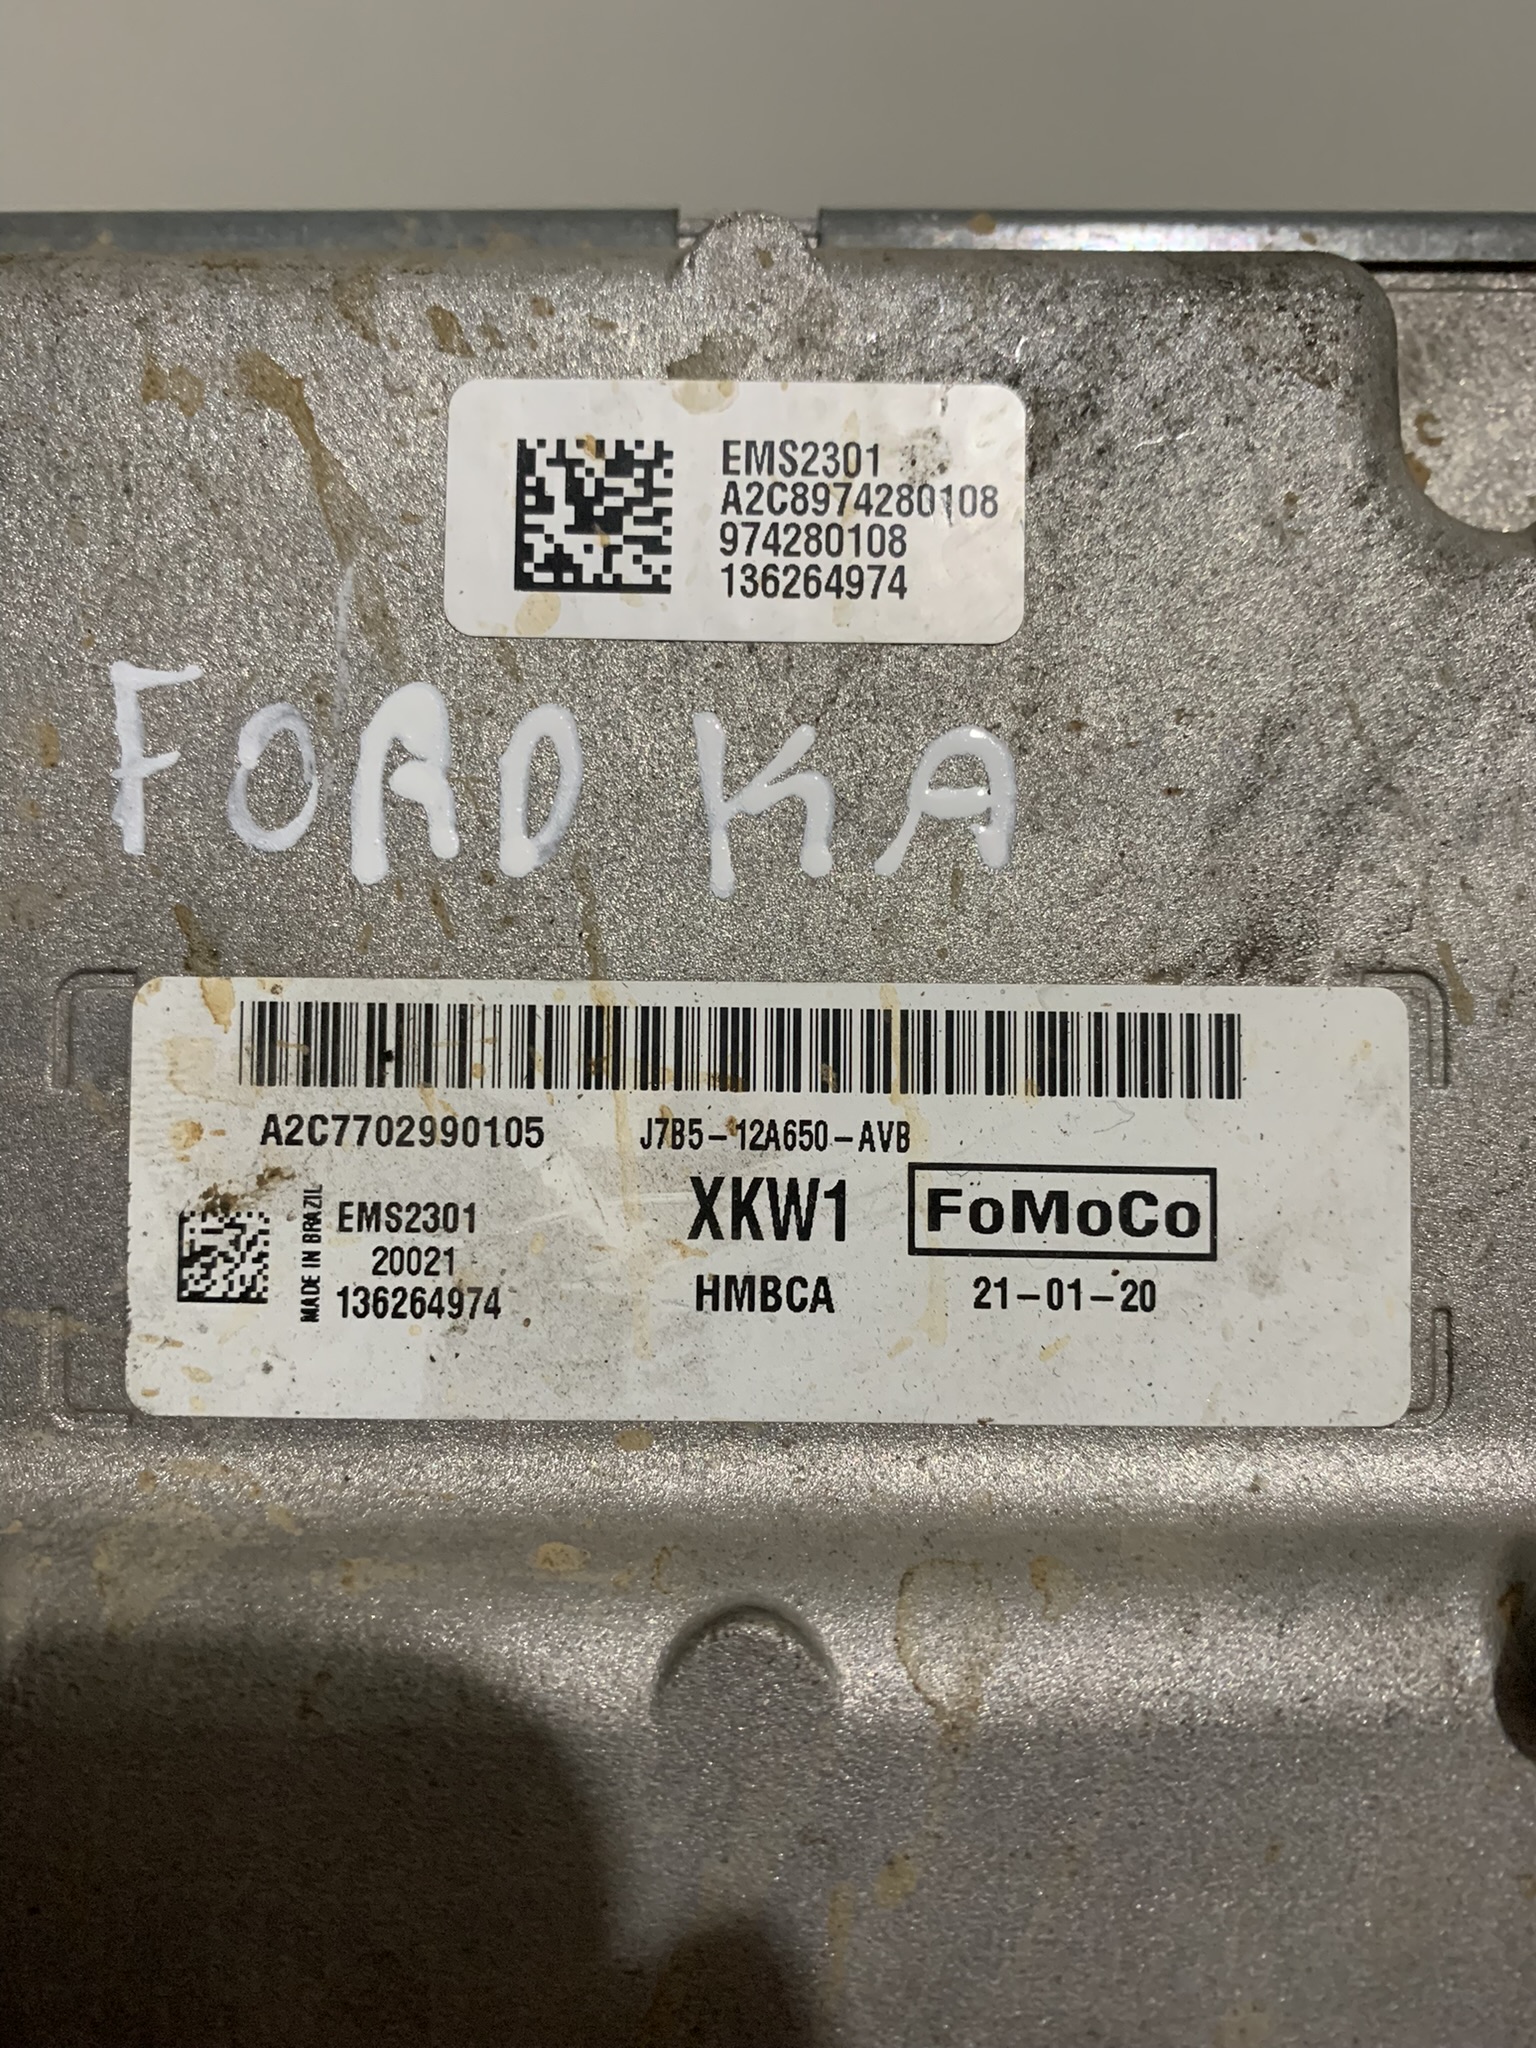 EMS2301
A2C8974280108
974280108
136264974
FORD KA
A2C7702990105 J7B5-12A650-AVB
MADE IN BRAZIL
EMS2301 XKW1 FoMoCo
20021
136264974 HMBCA 21-01-20